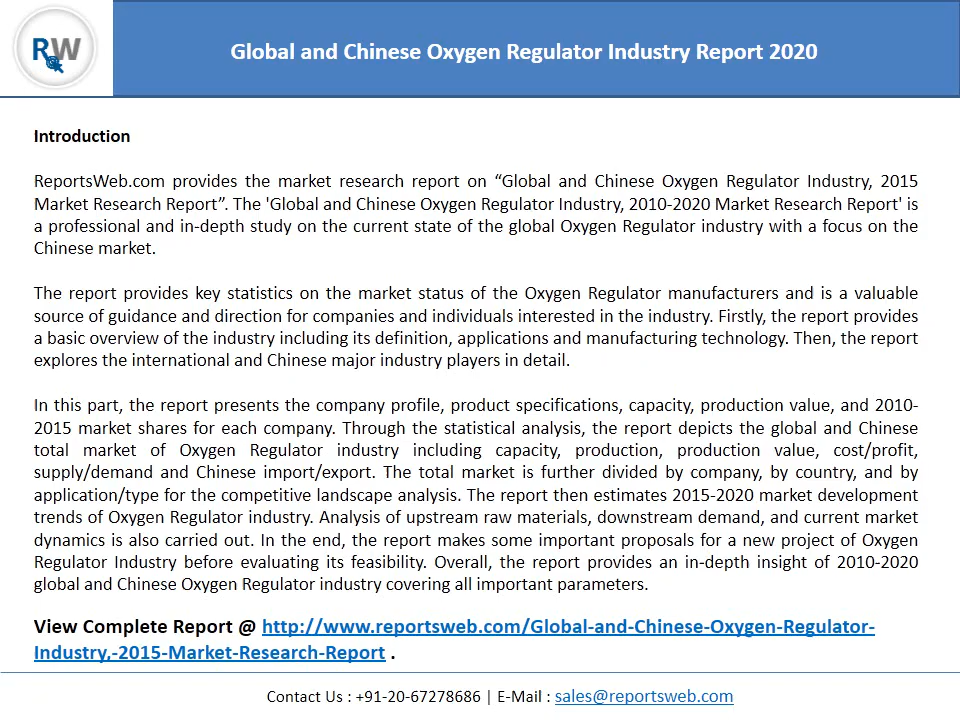 RW
Global and Chinese Oxygen Regulator Industry Report 2020
Introduction
ReportsWeb.com provides the market research report on “Global and Chinese Oxygen Regulator Industry, 2015
Market Research Report”. The 'Global and Chinese Oxygen Regulator Industry, 2010-2020 Market Research Report' is
a professional and in-depth study on the current state of the global Oxygen Regulator industry with a focus on the
Chinese market.
The report provides key statistics on the market status of the Oxygen Regulator manufacturers and is a valuable
source of guidance and direction for companies and individuals interested in the industry. Firstly, the report provides
a basic overview of the industry including its definition, applications and manufacturing technology. Then, the report
explores the international and Chinese major industry players in detail.
In this part, the report presents the company profile, product specifications, capacity, production value, and 2010-
2015 market shares for each company. Through the statistical analysis, the report depicts the global and Chinese
total market of Oxygen Regulator industry including capacity, production, production value, cost/profit,
supply/demand and Chinese import/export. The total market is further divided by company, by country, and by
application/type for the competitive landscape analysis. The report then estimates 2015-2020 market development
trends of Oxygen Regulator industry. Analysis of upstream raw materials, downstream demand, and current market
dynamics is also carried out. In the end, the report makes some important proposals for a new project of Oxygen
Regulator Industry before evaluating its feasibility. Overall, the report provides an in-depth insight of 2010-2020
global and Chinese Oxygen Regulator industry covering all important parameters.
View Complete Report @ http://www.reportsweb.com/Global-and-Chinese-Oxygen-Regulator-
Industry,-2015-Market-Research-Report .
Contact Us : +91-20-67278686 | E-Mail : sales@reportsweb.com